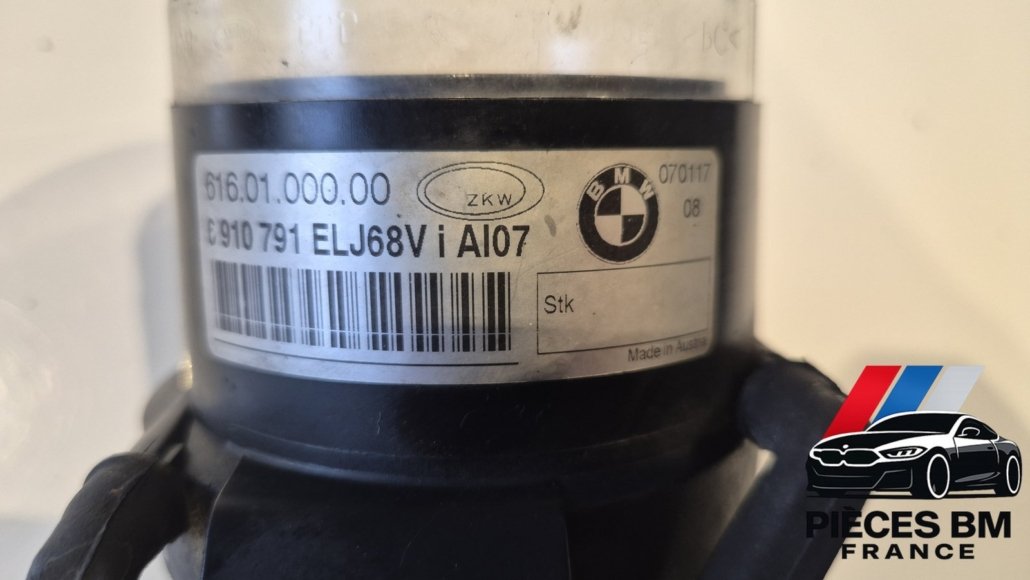 >PC<
616.01.000.00
ZKW
BMW
070117
08
910 791 ELJ68V i AI07
Stk
Made in Austria
PIÈCES BM
FRANCE